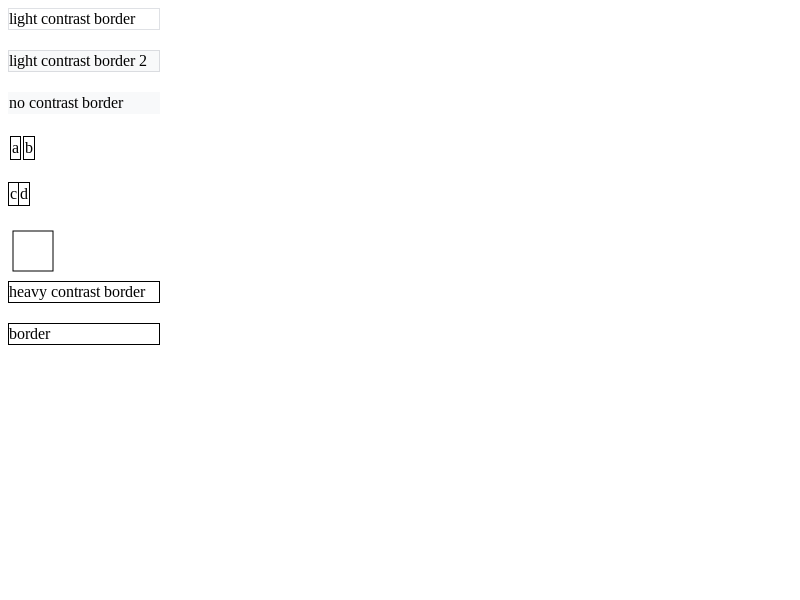 light contrast border
light contrast border 2
no contrast border
a b
c d
heavy contrast border
border